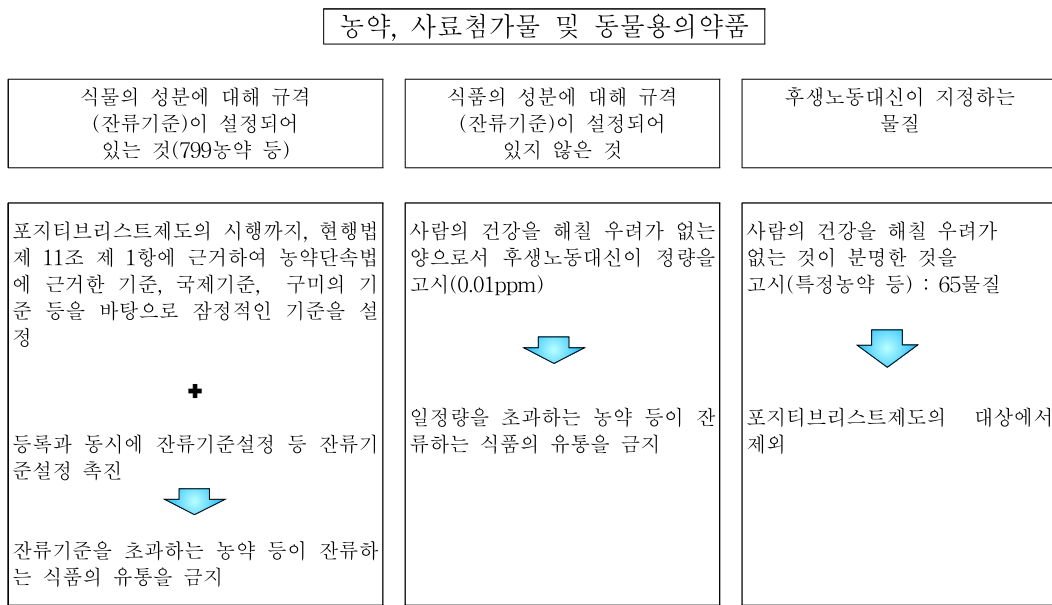 농약, 사료첨가물 및 동물용의약품
식물의 성분에 대해 규격
(잔류기준)이 설정되어
있는 것(799농약 등)
식품의 성분에 대해 규격
(잔류기준)이 설정되어
있지 않은 것
후생노동대신이 지정하는
물질
포지티브리스트제도의 시행까지, 현행법
제 11조 제 1항에 근거하여 농약단속법
에 근거한 기준, 국제기준, 구미의 기
준 등을 바탕으로 잠정적인 기준을 설
정
+
등록과 동시에 잔류기준설정 등 잔류기
준설정 촉진
잔류기준을 초과하는 농약 등이 잔류하
는 식품의 유통을 금지
사람의 건강을 해칠 우려가 없는
양으로서 후생노동대신이 정량을
고시(0.01ppm)
일정량을 초과하는 농약 등이 잔
류하는 식품의 유통을 금지
사람의 건강을 해칠 우려가
없는 것이 분명한 것을
고시(특정농약 등) : 65물질
포지티브리스트제도의 대상에서
제외